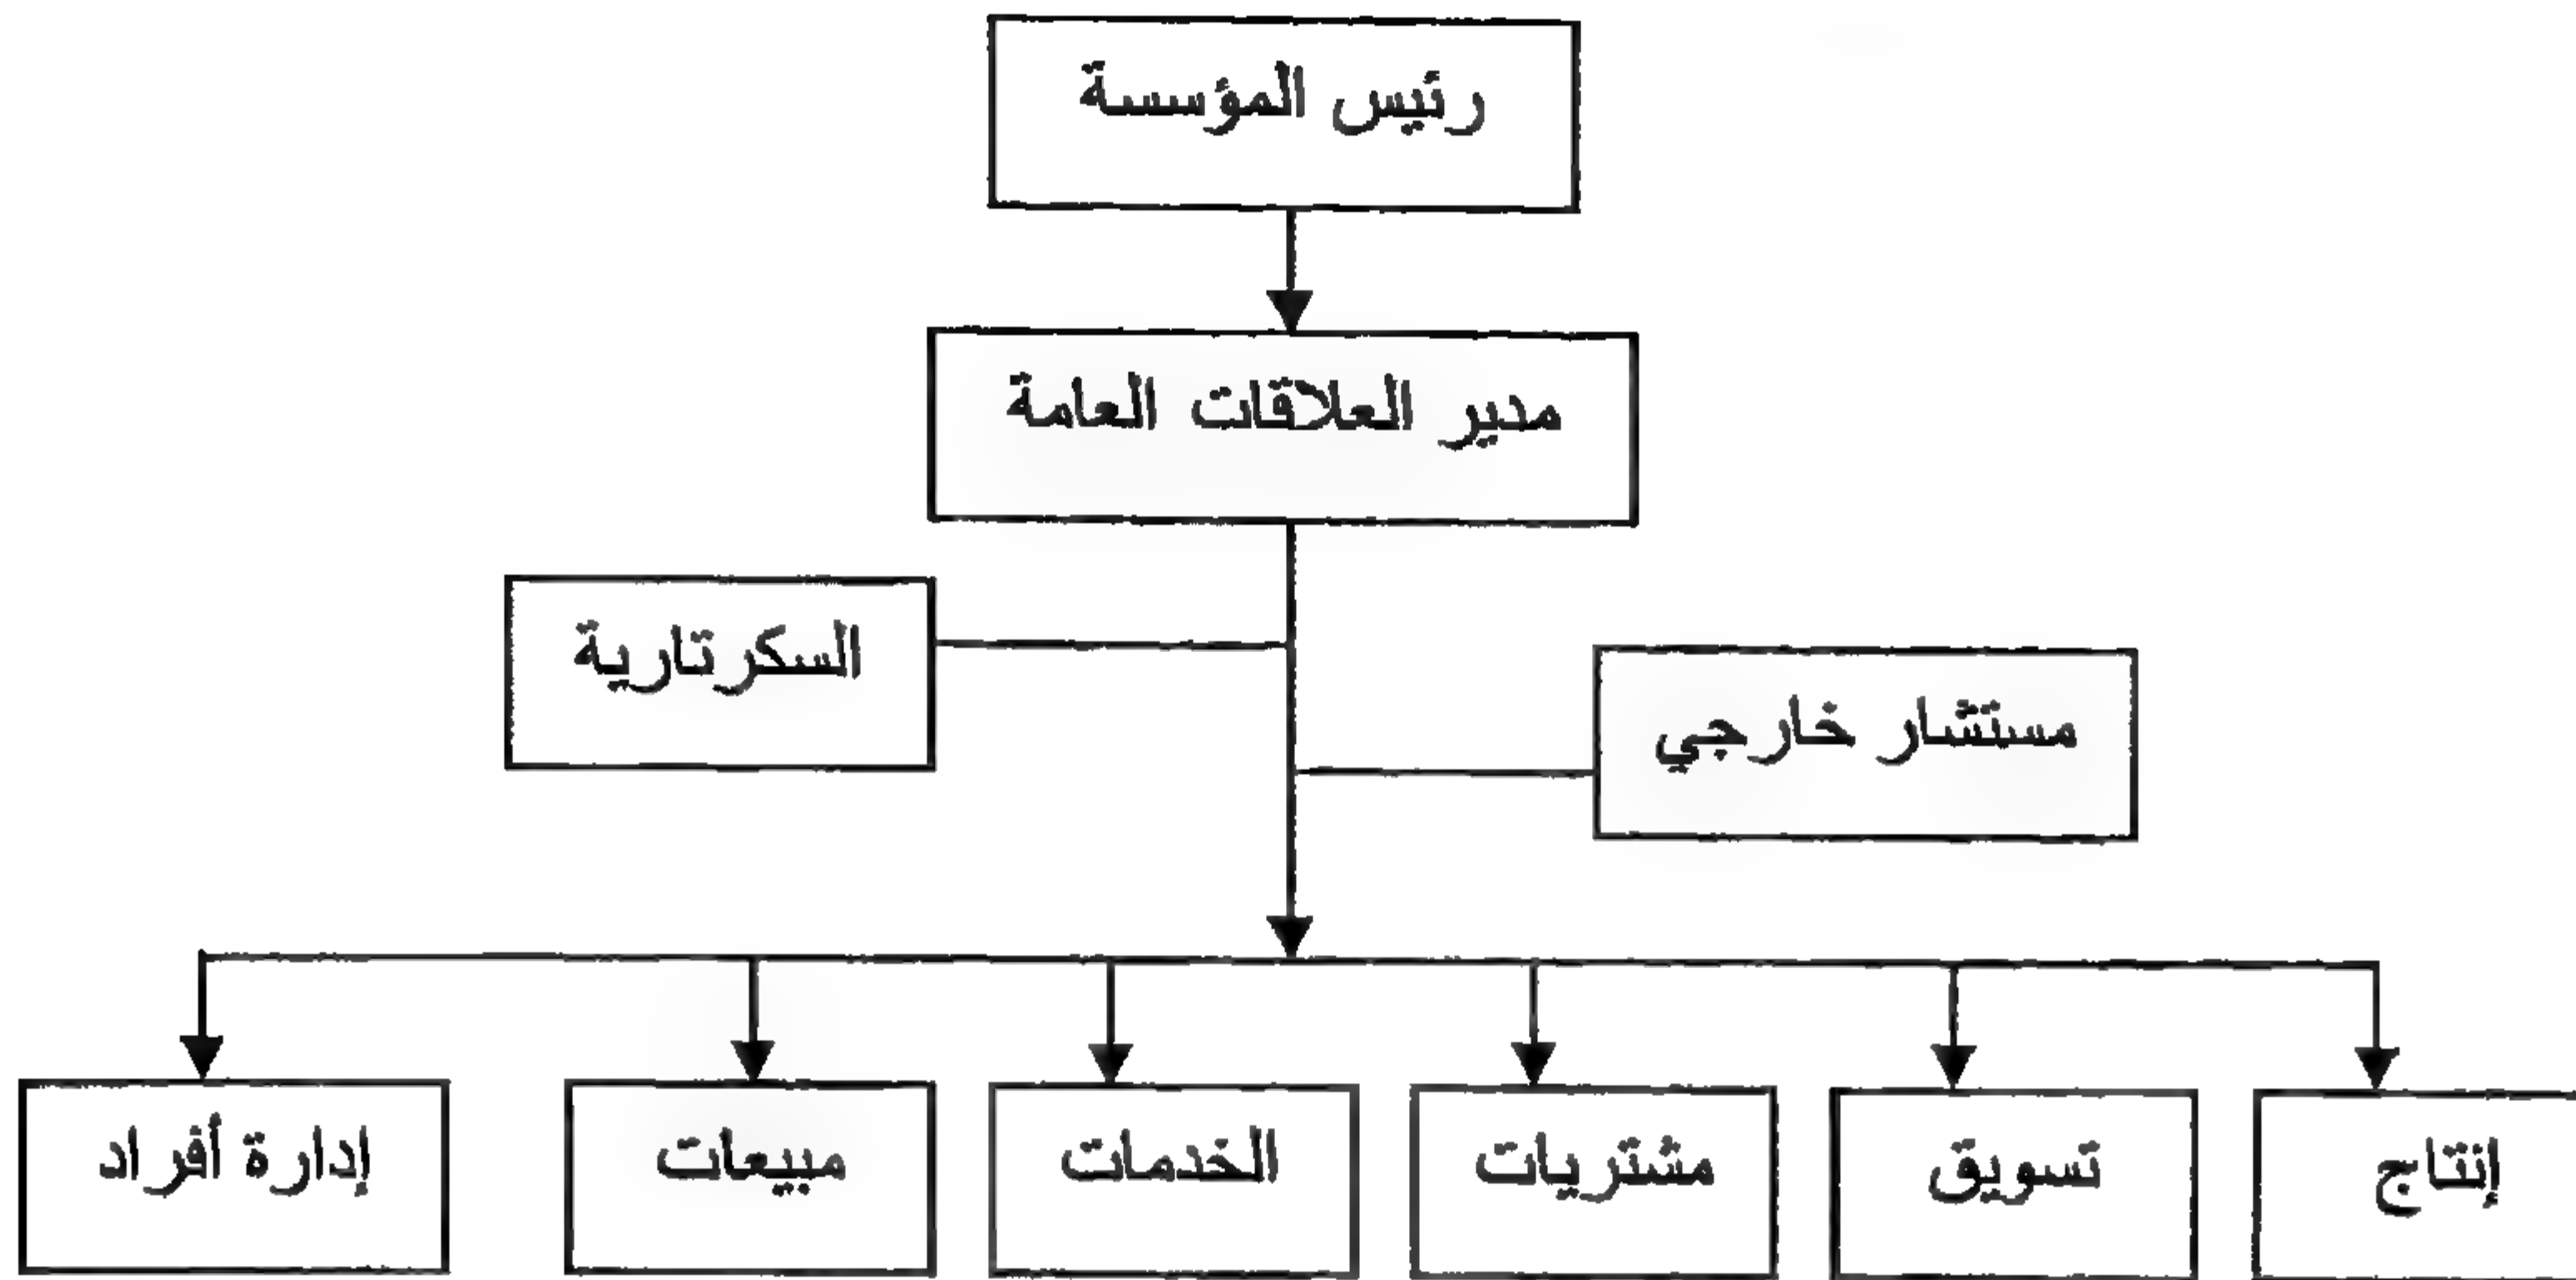 رئيس المؤسسة
مدير العلاقات العامة
السكرتارية
مستشار خارجي
إنتاج
تسويق
مشتريات
الخدمات
مبيعات
إدارة أفراد